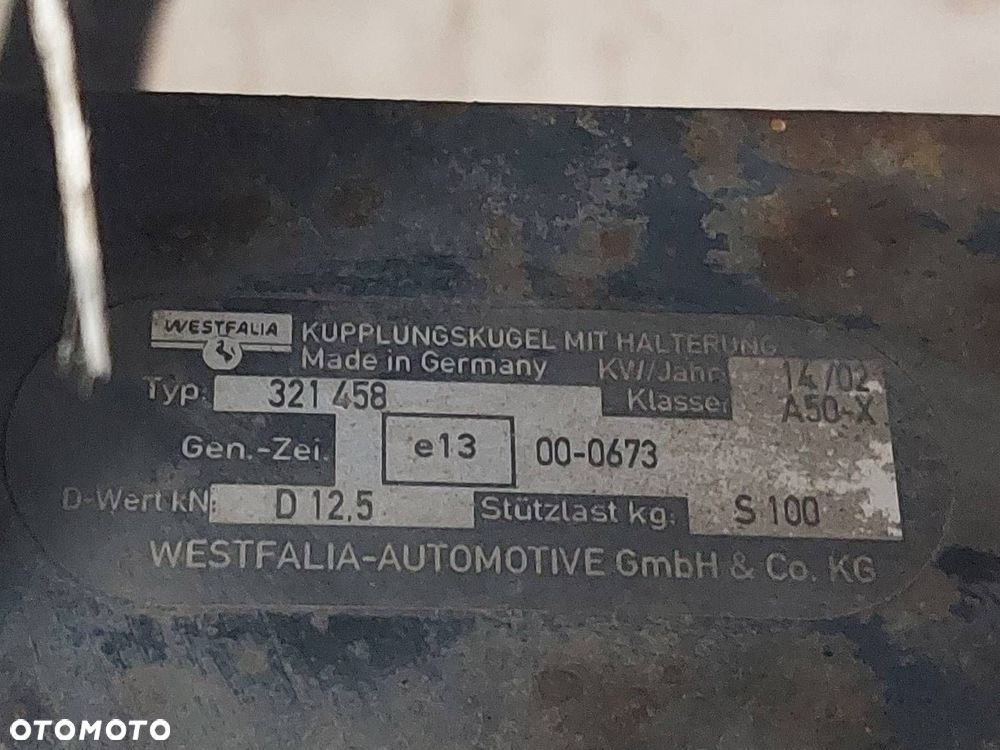 WESTFALIA KUPPLUNGSKUGEL MIT HALTERUNG
Made in Germany KW/Jahr: 14/02
Typ: 321 458 Klasse: A50-X
Gen.-Zei. e13 00-0673
D-Wert kN: D 12,5 Stützlast kg: S 100
WESTFALIA-AUTOMOTIVE GmbH & Co. KG
OTOMOTO